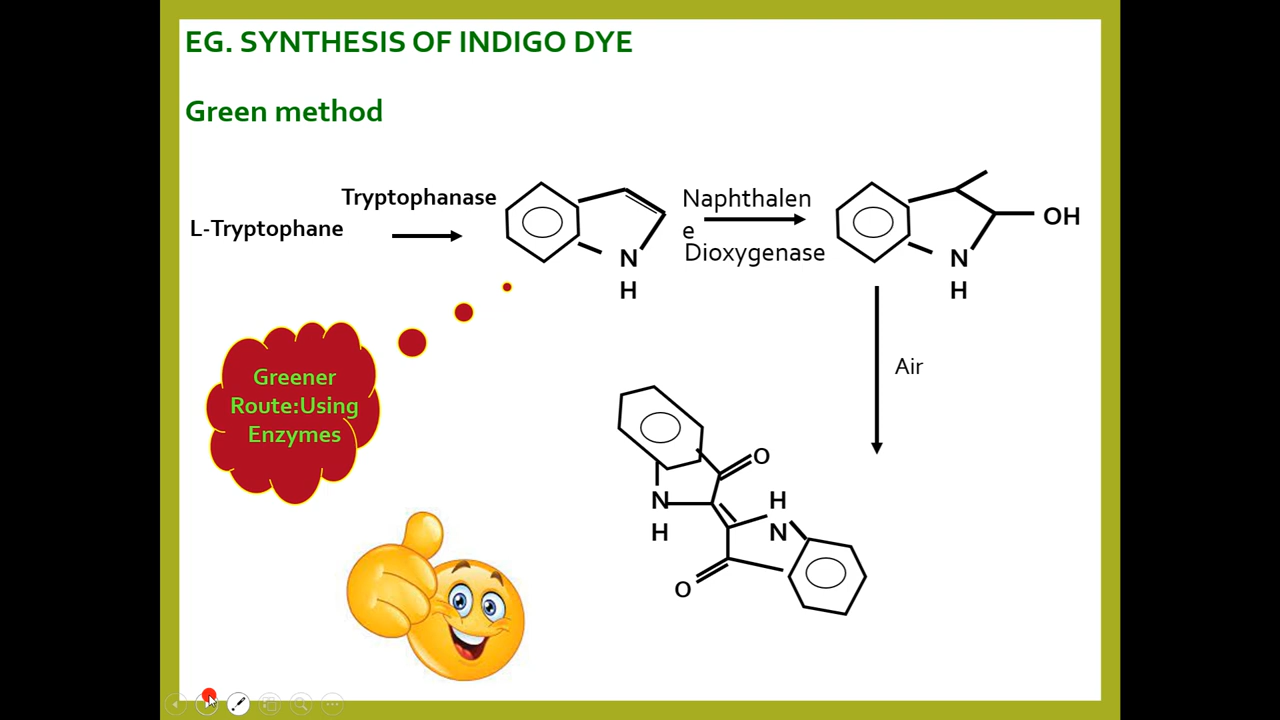 EG. SYNTHESIS OF INDIGO DYE
Green method
L-Tryptophane
Tryptophanase
N
H
Naphthalen
e
Dioxygenase
OH
N
H
Air
Greener
Route:Using
Enzymes
O
N
H
H
N
O